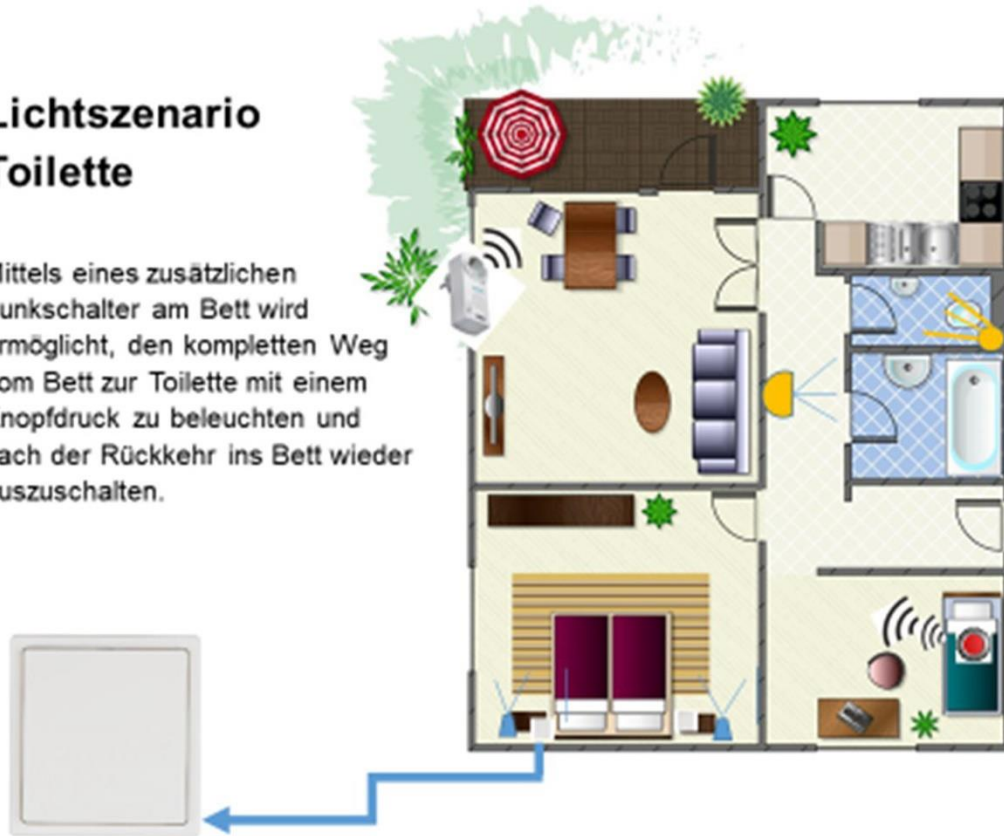 Lichtszenario
Toilette
ittels eines zusätzlichen
unkschalter am Bett wird
rmöglicht, den kompletten Weg
om Bett zur Toilette mit einem
nopfdruck zu beleuchten und
ach der Rückkehr ins Bett wieder
uszuschalten.